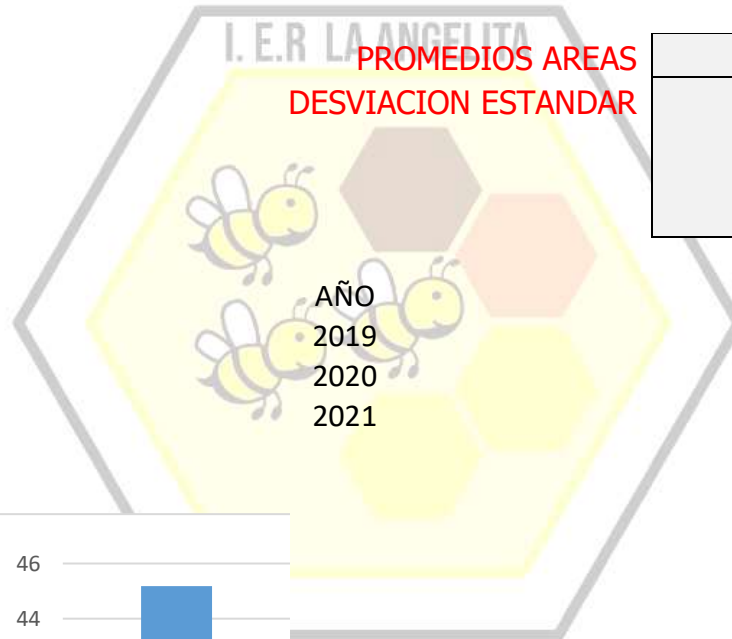 I. E.R LA ANGELITA
PROMEDIOS AREAS
DESVIACION ESTANDAR
AÑO
2019
2020
2021
46
44